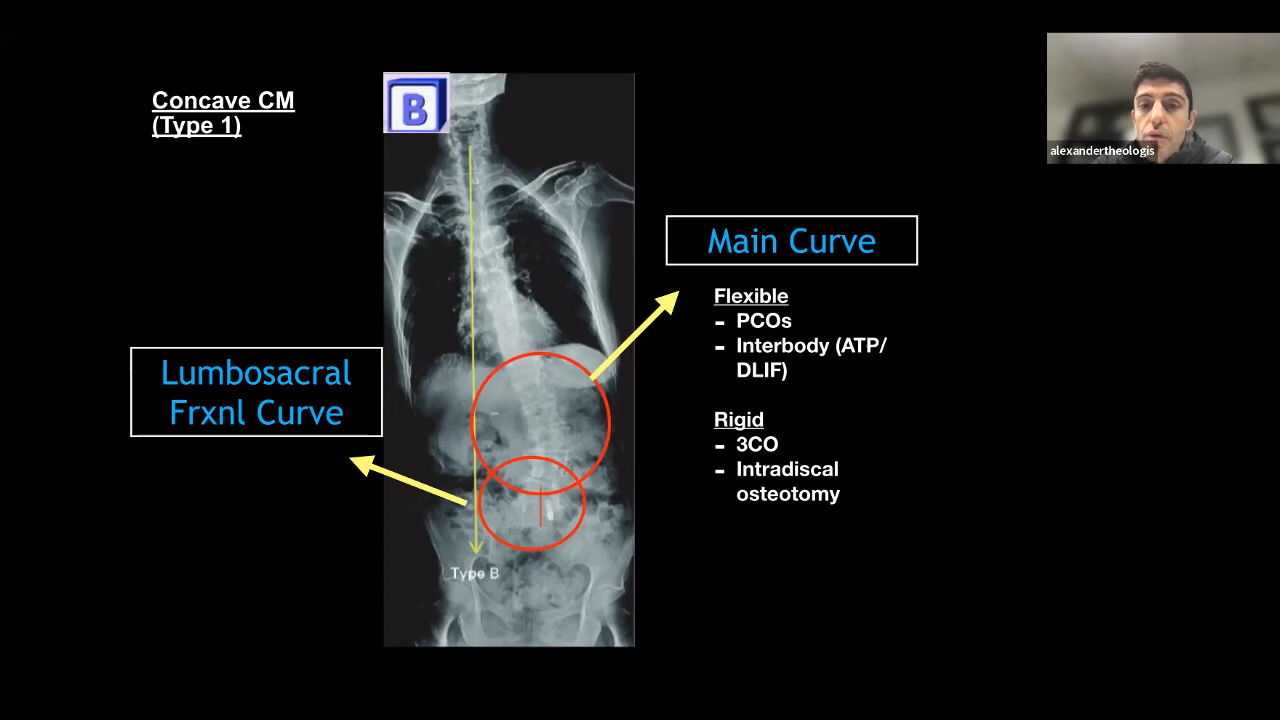 Concave CM
(Type 1)
B
alexandertheologis
Main Curve
Flexible
- PCOs
- Interbody (ATP/
DLIF)
Lumbosacral
Frxnl Curve
Rigid
- 3CO
- Intradiscal
osteotomy
Type B